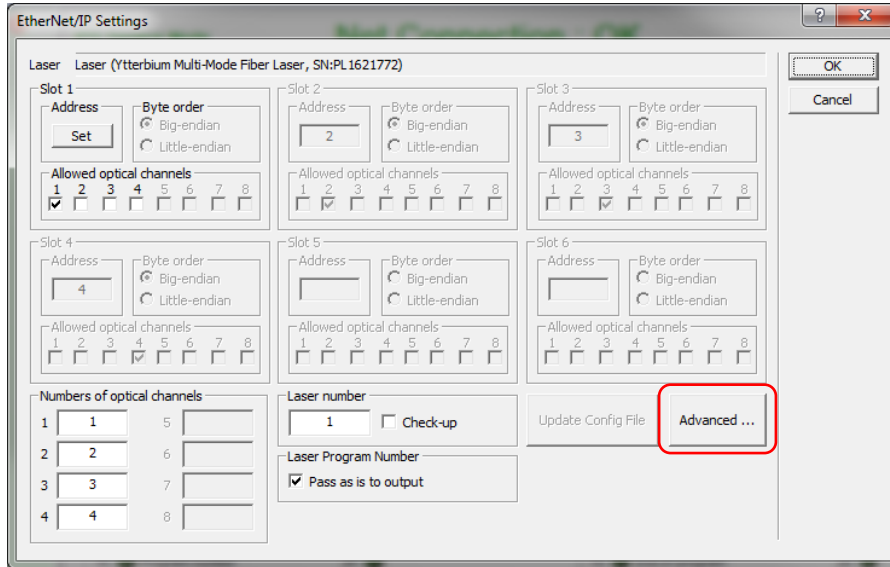 EtherNet/IP Settings
Net Connection : OK
Laser Laser (Ytterbium Multi-Mode Fiber Laser, SN:PL1621772)
OK
Cancel
Slot 1
Address
Set
Byte order
Big-endian
Little-endian
Allowed optical channels
1 2 3 4 5 6 7 8
Slot 2
Address
2
Byte order
Big-endian
Little-endian
Allowed optical channels
1 2 3 4 5 6 7 8
Slot 3
Address
3
Byte order
Big-endian
Little-endian
Allowed optical channels
1 2 3 4 5 6 7 8
Slot 4
Address
4
Byte order
Big-endian
Little-endian
Allowed optical channels
1 2 3 4 5 6 7 8
Slot 5
Address
Byte order
Big-endian
Little-endian
Allowed optical channels
1 2 3 4 5 6 7 8
Slot 6
Address
Byte order
Big-endian
Little-endian
Allowed optical channels
1 2 3 4 5 6 7 8
Numbers of optical channels
1 1 5
2 2 6
3 3 7
4 4 8
Laser number
1 Check-up
Laser Program Number
Pass as is to output
Update Config File
Advanced ...